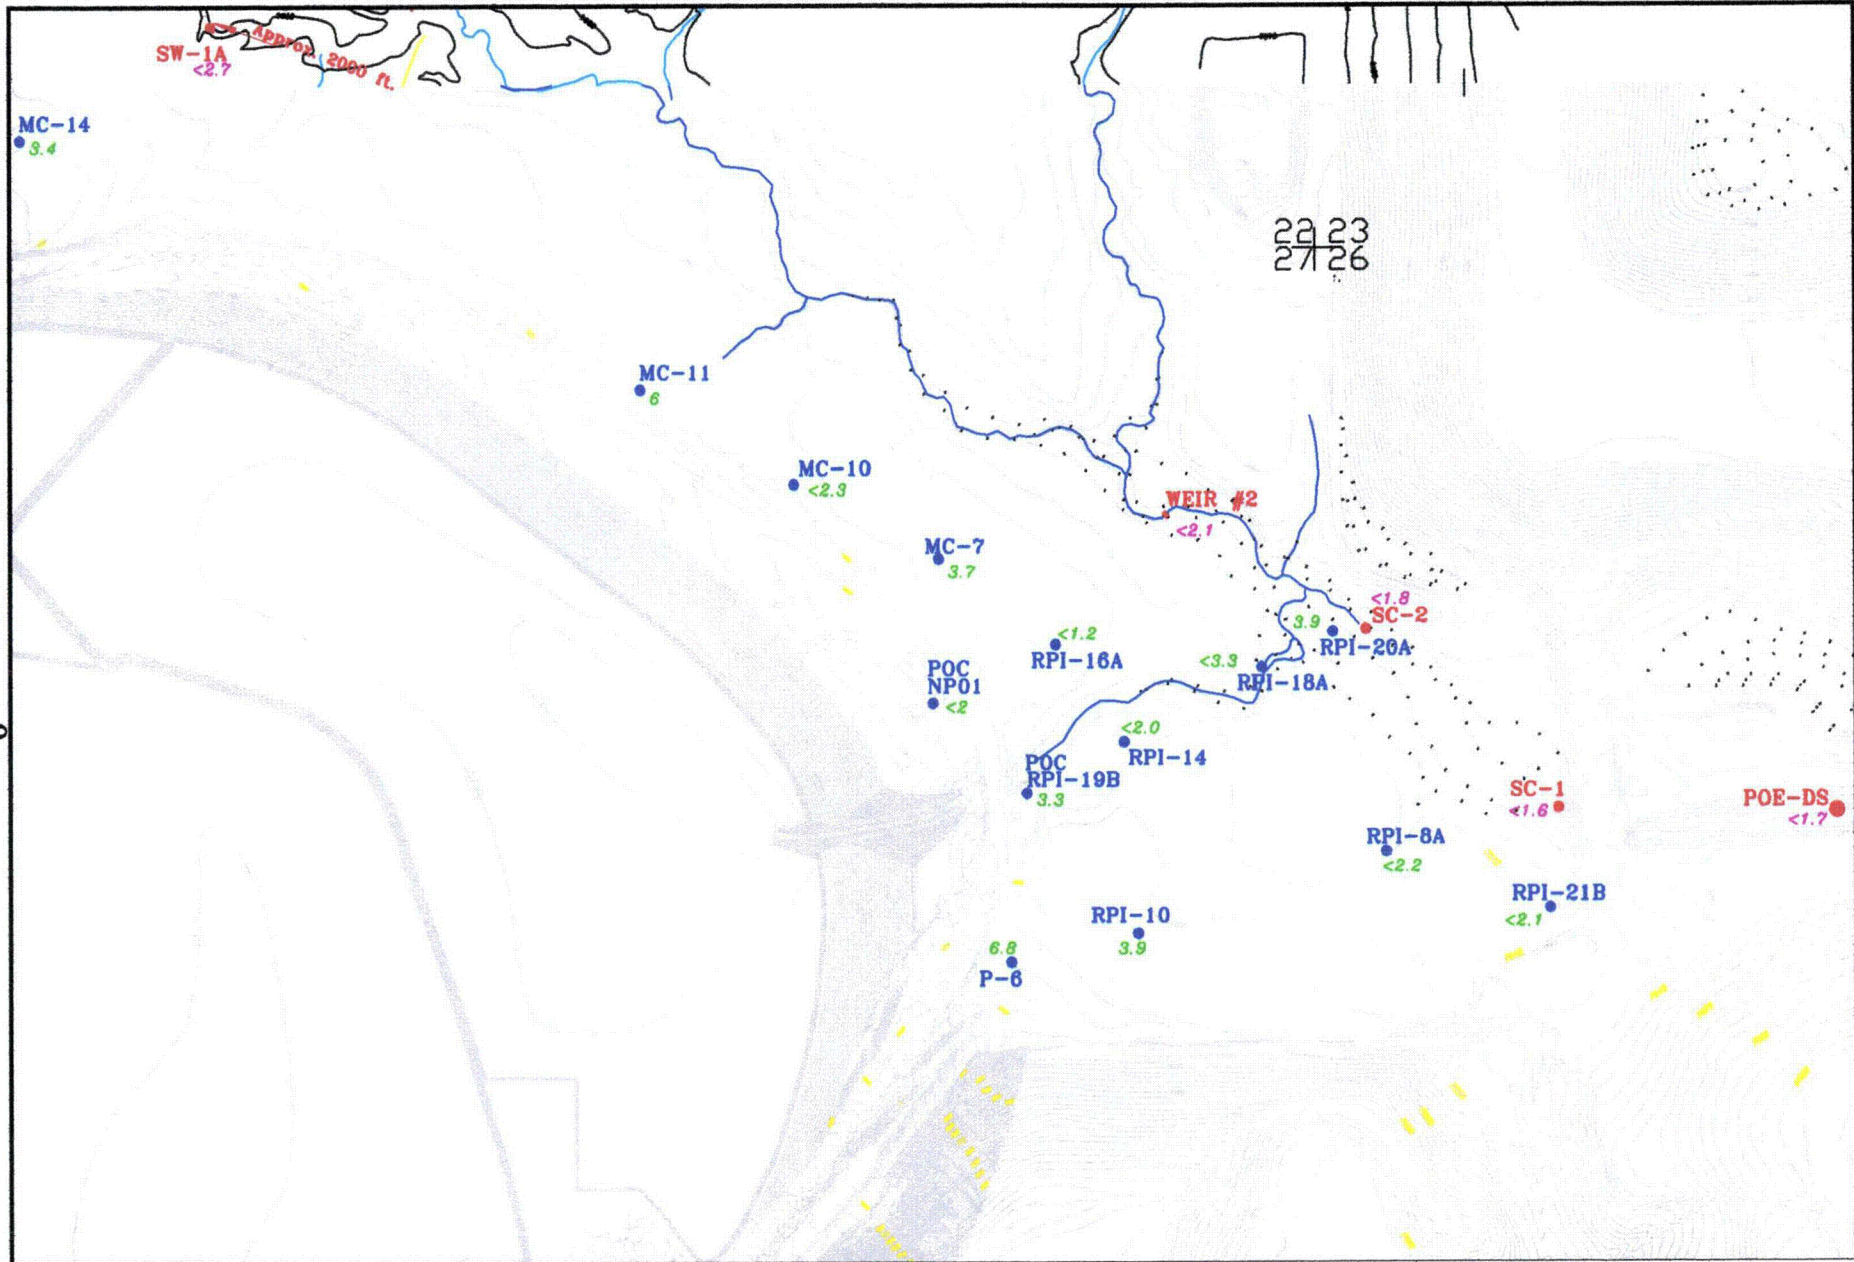 SW-1A
<2.7
Approx. 2000 ft.
MC-14
3.4
22 23
27 26
MC-11
6
MC-10
<2.3
WEIR #2
<2.1
MC-7
3.7
<1.8
SC-2
3.9
RPI-20A
<1.2
RPI-16A
<3.3
RPI-18A
POC
NP01
<2
<2.0
RPI-14
POC
RPI-19B
3.3
SC-1
<1.6
POE-DS
<1.7
RPI-8A
<2.2
RPI-21B
<2.1
RPI-10
3.9
6.8
P-6